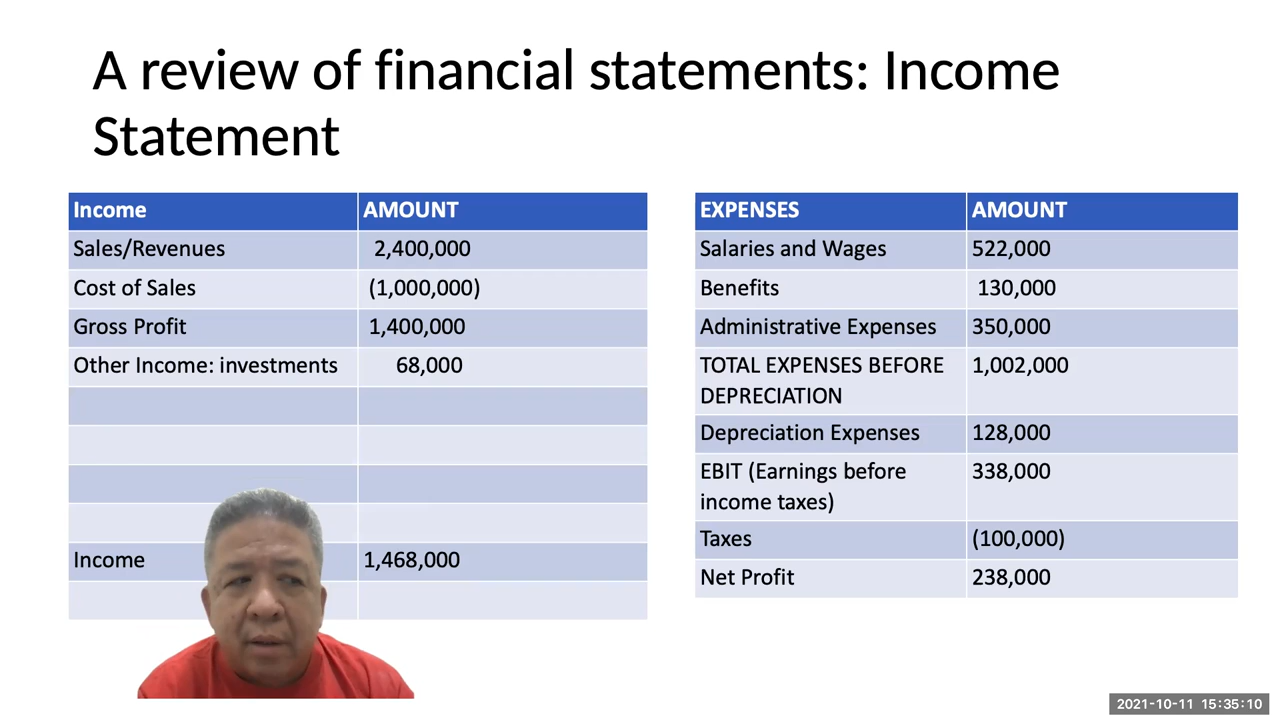 A review of financial statements: Income
Statement
Income AMOUNT
Sales/Revenues 2,400,000
Cost of Sales (1,000,000)
Gross Profit 1,400,000
Other Income: investments 68,000
Income 1,468,000
EXPENSES AMOUNT
Salaries and Wages 522,000
Benefits 130,000
Administrative Expenses 350,000
TOTAL EXPENSES BEFORE 1,002,000
DEPRECIATION
Depreciation Expenses 128,000
EBIT (Earnings before 338,000
income taxes)
Taxes (100,000)
Net Profit 238,000
2021-10-11 15:35:10